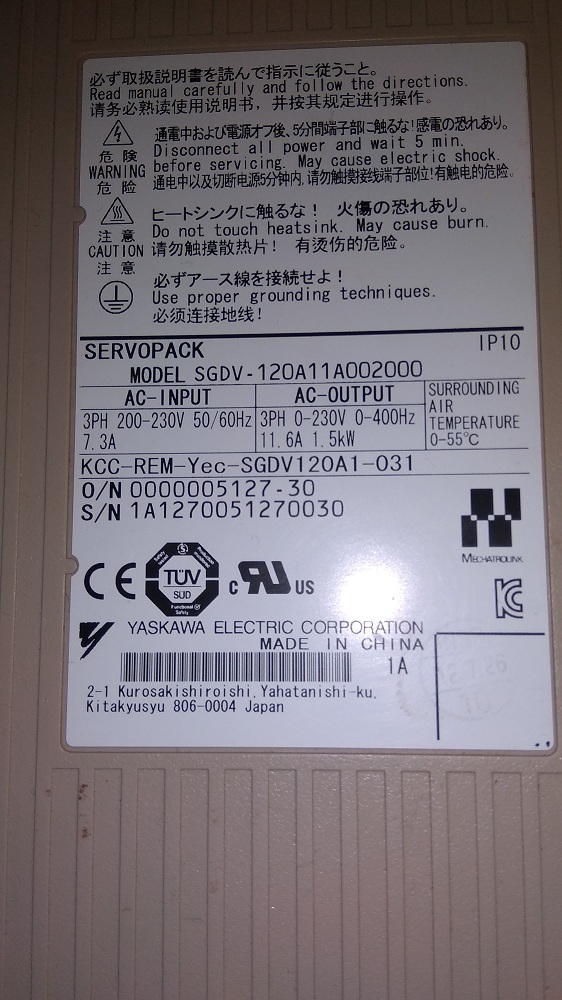 必ず取扱説明書を読んで指示に従うこと。
Read manual carefully and follow the directions.
请务必熟读使用说明书，并按其规定进行操作。
危険
WARNING
危险
通電中および電源オフ後、5分間端子部に触るな!感電の恐れあり。
Disconnect all power and wait 5 min.
before servicing. May cause electric shock.
通电中以及切断电源5分钟内,请勿触摸接线端子部位!有触电的危险。
注意
CAUTION
注意
ヒートシンクに触るな! 火傷の恐れあり。
Do not touch heatsink. May cause burn.
请勿触摸散热片! 有烫伤的危险。
必ずアース線を接続せよ!
Use proper grounding techniques.
必须连接地线!
SERVOPACK IP10
MODEL SGDV-120A11A002000
AC-INPUT
3PH 200-230V 50/60Hz
7.3A
AC-OUTPUT
3PH 0-230V 0-400Hz
11.6A 1.5kW
SURROUNDING
AIR
TEMPERATURE
0-55℃
KCC-REM-Yec-SGDV120A1-031
O/N 0000005127-30
S/N 1A1270051270030
MECHATROLINK
CE
TÜV
SÜD
Functional
Safety
c RU US
KC
YASKAWA ELECTRIC CORPORATION
MADE IN CHINA
1A
2-1 Kurosakishiroishi, Yahatanishi-ku,
Kitakyusyu 806-0004 Japan